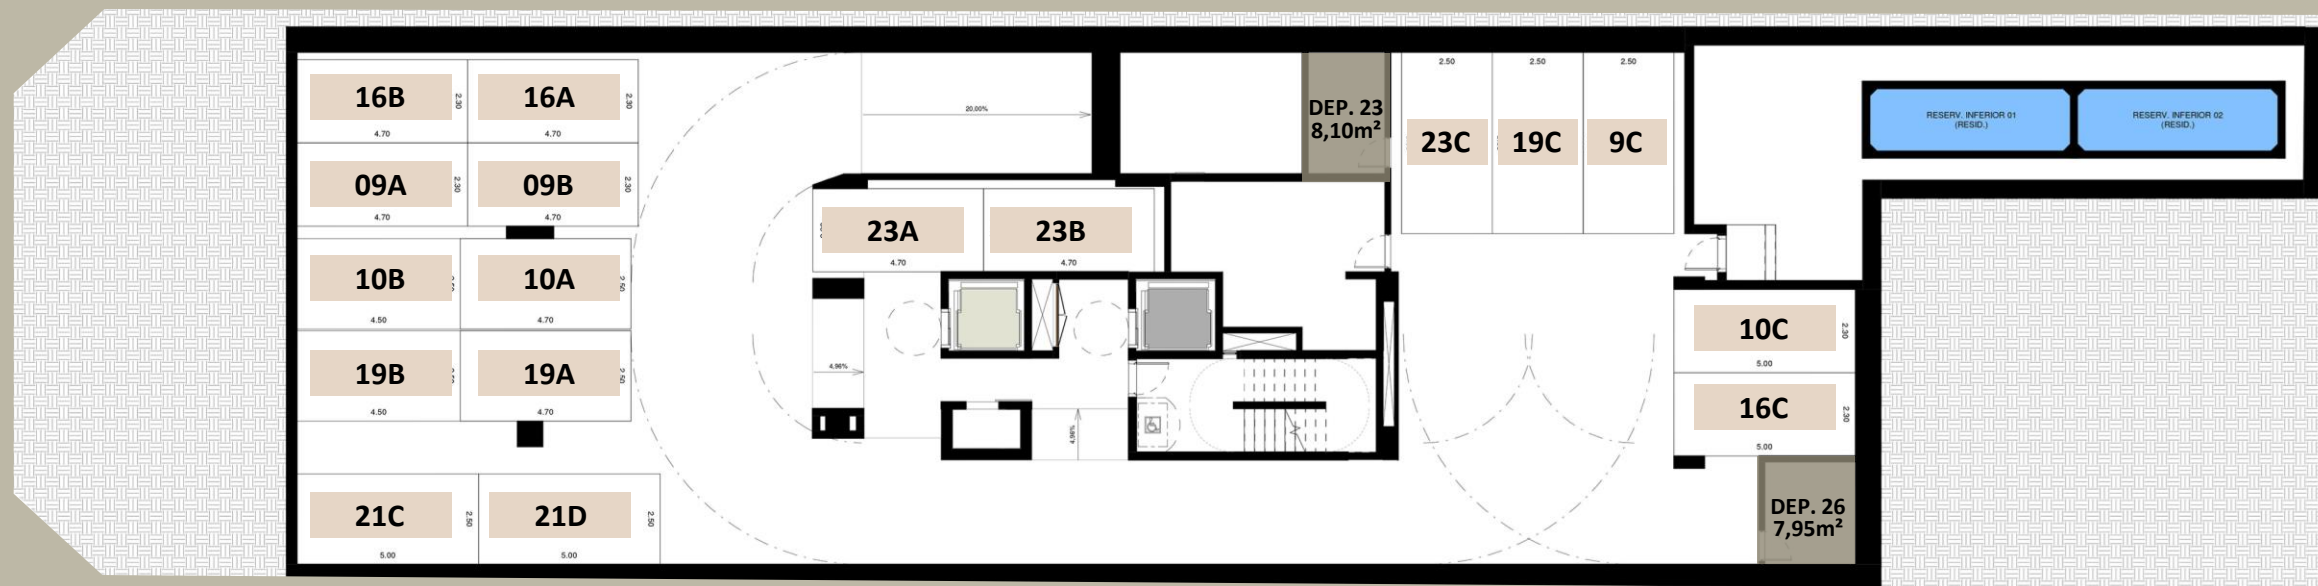 16B
2.30
4.70
16A
2.30
4.70
09A
2.30
4.70
09B
2.30
4.70
10B
4.50
10A
2.50
4.70
19B
4.50
19A
2.50
4.70
21C
2.50
5.00
21D
2.50
5.00
20,00%
23A
4.70
23B
4.70
4,96%
4,96%
DEP. 23
8,10m²
2.50
2.50
2.50
23C
19C
9C
RESERV. INFERIOR 01
(RESID.)
RESERV. INFERIOR 02
(RESID.)
10C
2.30
5.00
16C
2.30
5.00
DEP. 26
7,95m²